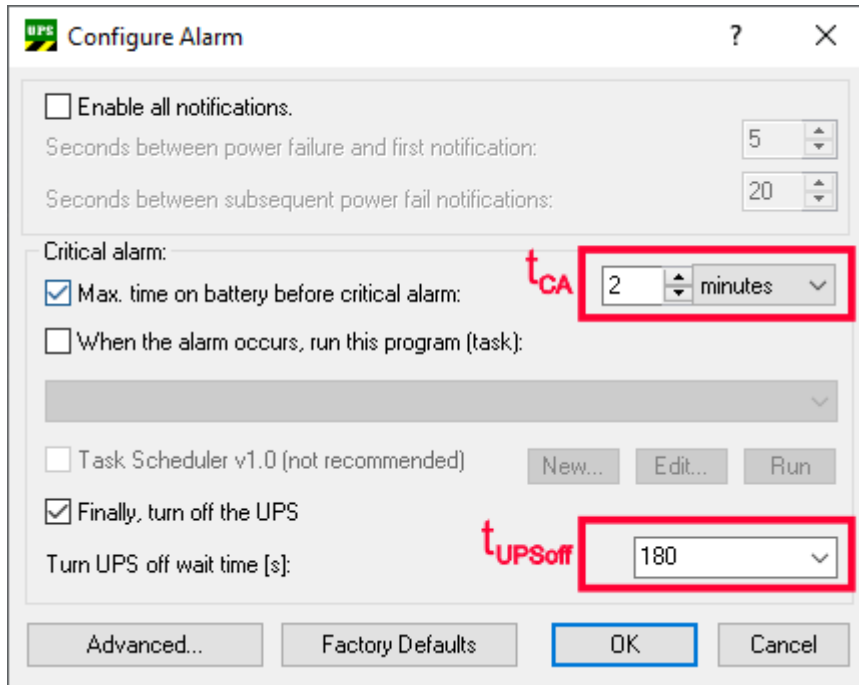 UPS Configure Alarm ?
Enable all notifications.
Seconds between power failure and first notification: 5
Seconds between subsequent power fail notifications: 20
Critical alarm:
Max. time on battery before critical alarm: tCA 2 minutes
When the alarm occurs, run this program (task):
Task Scheduler v1.0 (not recommended) New... Edit... Run
Finally, turn off the UPS
Turn UPS off wait time [s]: tUPSoff 180
Advanced... Factory Defaults OK Cancel